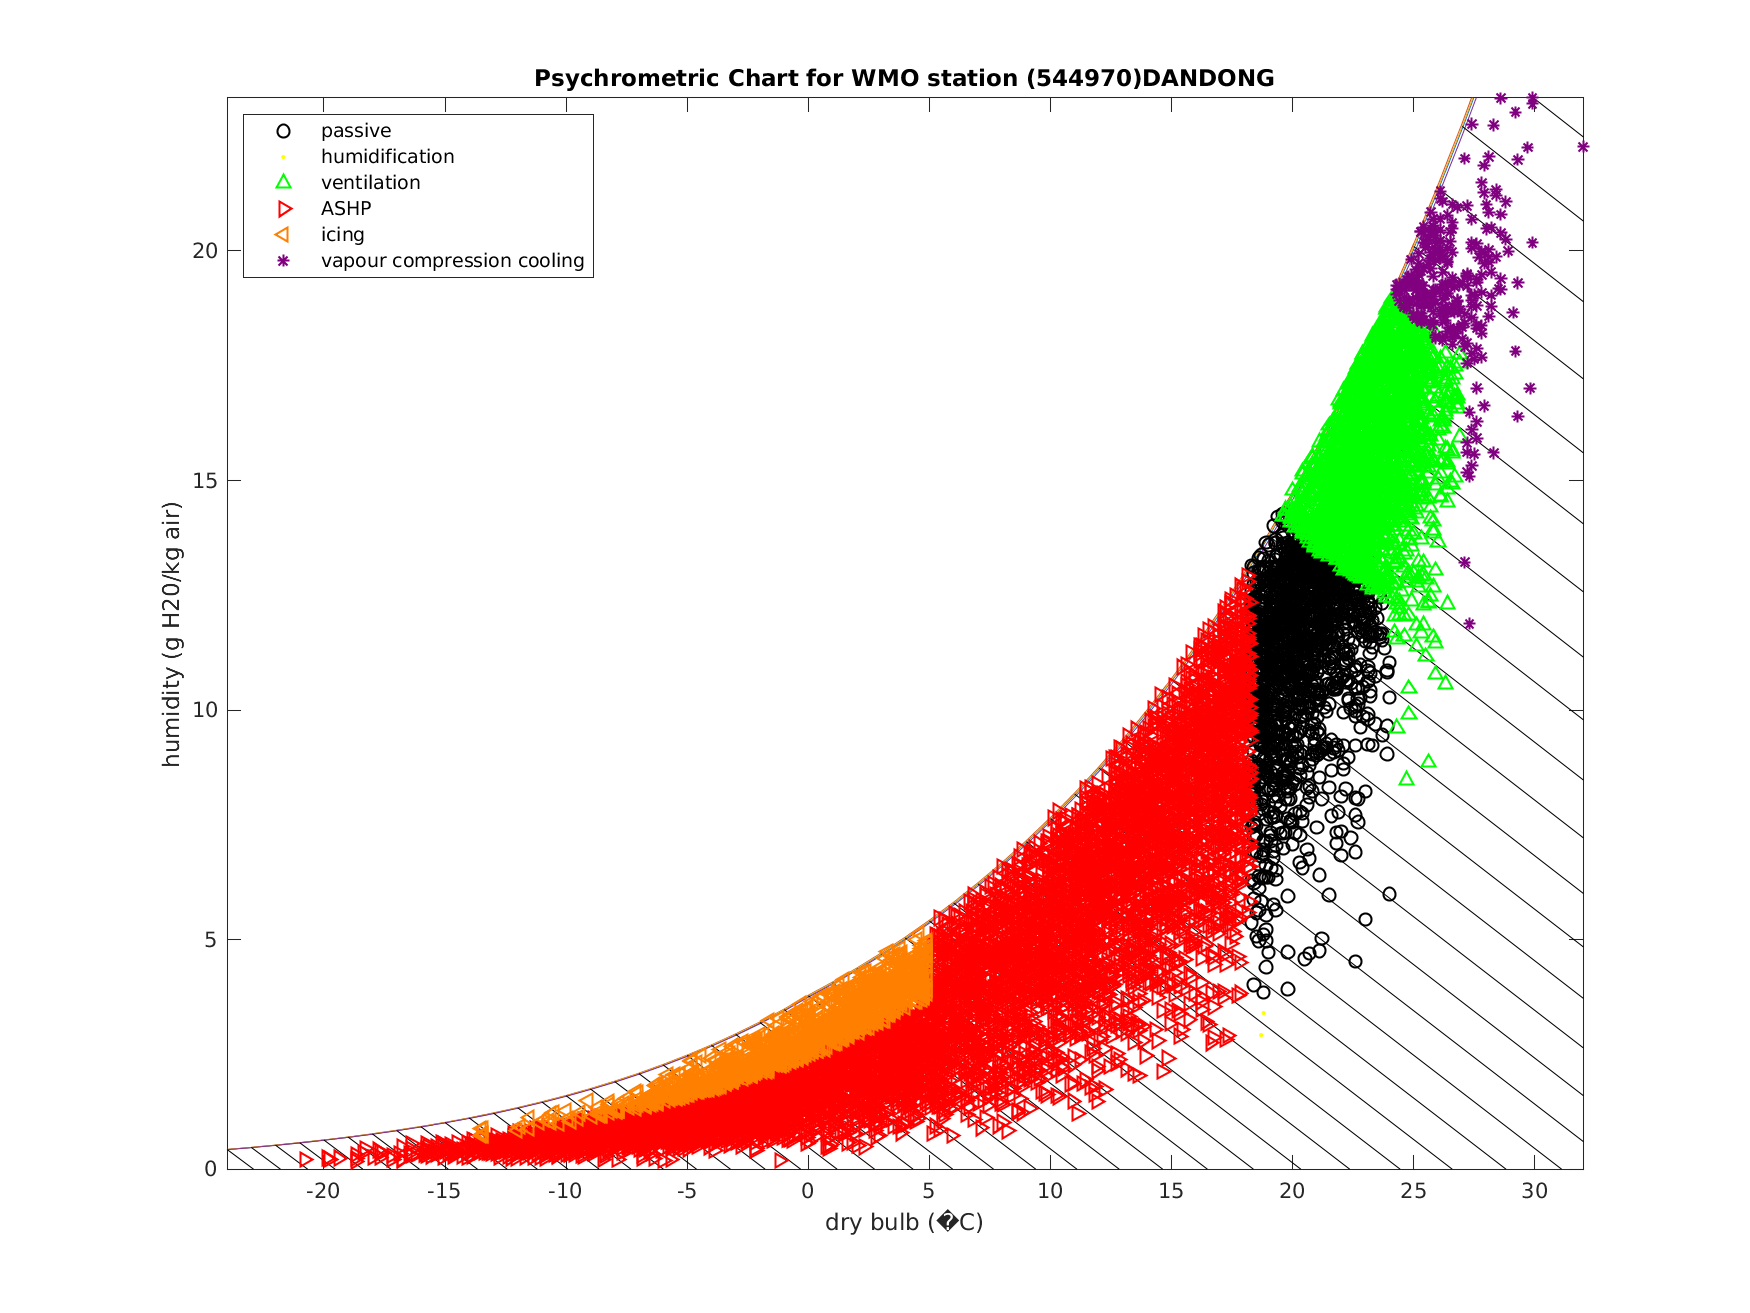 Psychrometric Chart for WMO station (544970)DANDONG
passive
humidification
ventilation
ASHP
icing
vapour compression cooling
humidity (g H20/kg air)
20
15
10
5
0
-20 -15 -10 -5 0 5 10 15 20 25 30
dry bulb (�C)